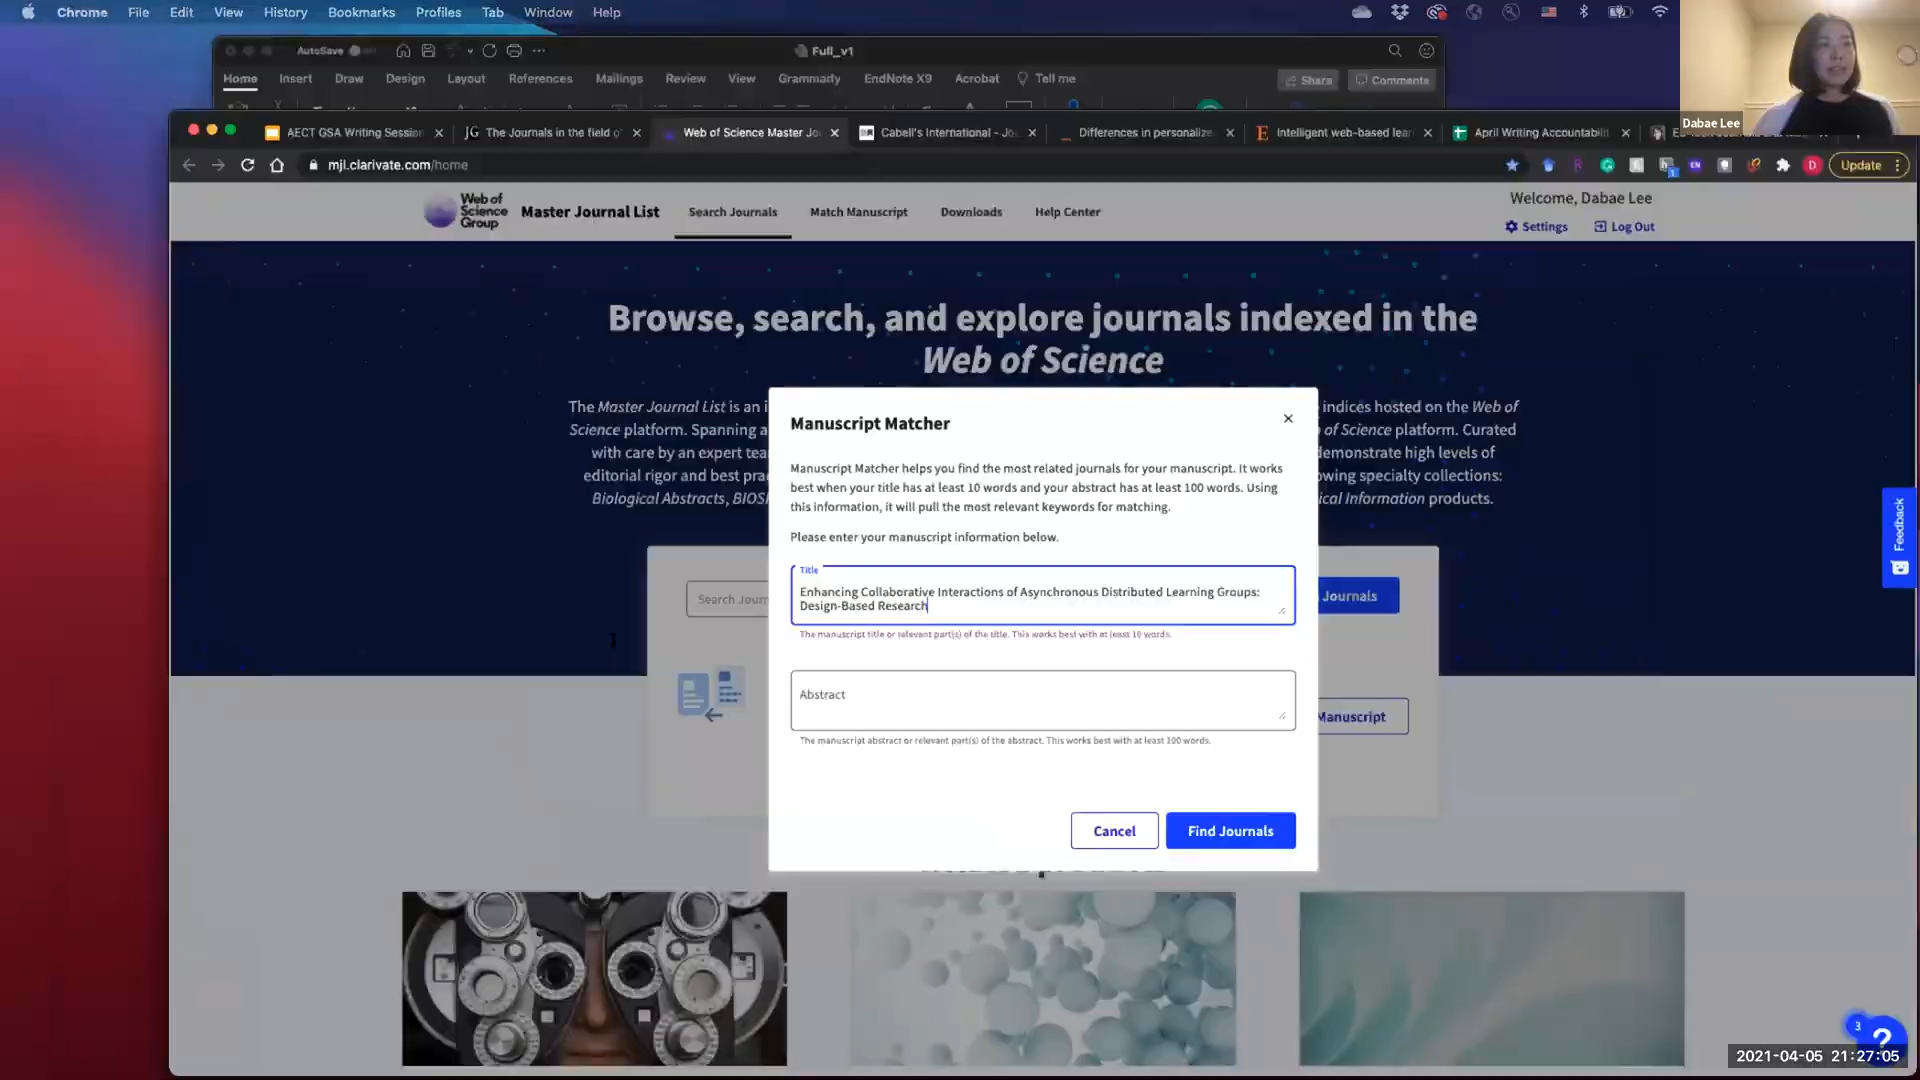 Chrome File Edit View History Bookmarks Profiles Tab Window Help
AutoSave
Full_v1
Home Insert Draw Design Layout References Mailings Review View Grammarly EndNote X9 Acrobat Tell me
Share Comments
Dabae Lee
AECT GSA Writing Session
JG The Journals in the field o
Web of Science Master Jo
Cabell's International - Jo
Differences in personalize
Intelligent web-based lear
April Writing Accountabili
mjl.clarivate.com/home
Update
Web of
Science
Group
Master Journal List Search Journals Match Manuscript Downloads Help Center
Welcome, Dabae Lee
Settings Log Out
Browse, search, and explore journals indexed in the
Web of Science
The Master Journal List is an i
indices hosted on the Web of
Science platform. Spanning a
of Science platform. Curated
with care by an expert tea
demonstrate high levels of
editorial rigor and best pra
owing specialty collections:
Biological Abstracts, BIOSI
ical Information products.
Search Journ
Journals
Manuscript
Manuscript Matcher
Manuscript Matcher helps you find the most related journals for your manuscript. It works
best when your title has at least 10 words and your abstract has at least 100 words. Using
this information, it will pull the most relevant keywords for matching.
Please enter your manuscript information below.
Title
Enhancing Collaborative Interactions of Asynchronous Distributed Learning Groups:
Design-Based Research
The manuscript title or relevant part(s) of the title. This works best with at least 10 words.
Abstract
The manuscript abstract or relevant part(s) of the abstract. This works best with at least 100 words.
Cancel Find Journals
Feedback
3
?
2021-04-05 21:27:05